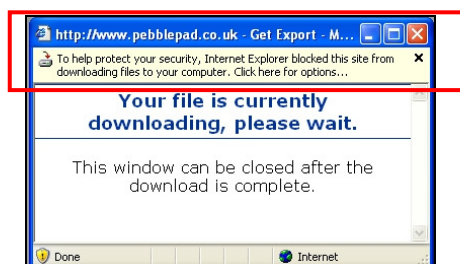 http://www.pebblepad.co.uk - Get Export - M...
To help protect your security, Internet Explorer blocked this site from
downloading files to your computer. Click here for options...
Your file is currently
downloading, please wait.
This window can be closed after the
download is complete.
Done
Internet